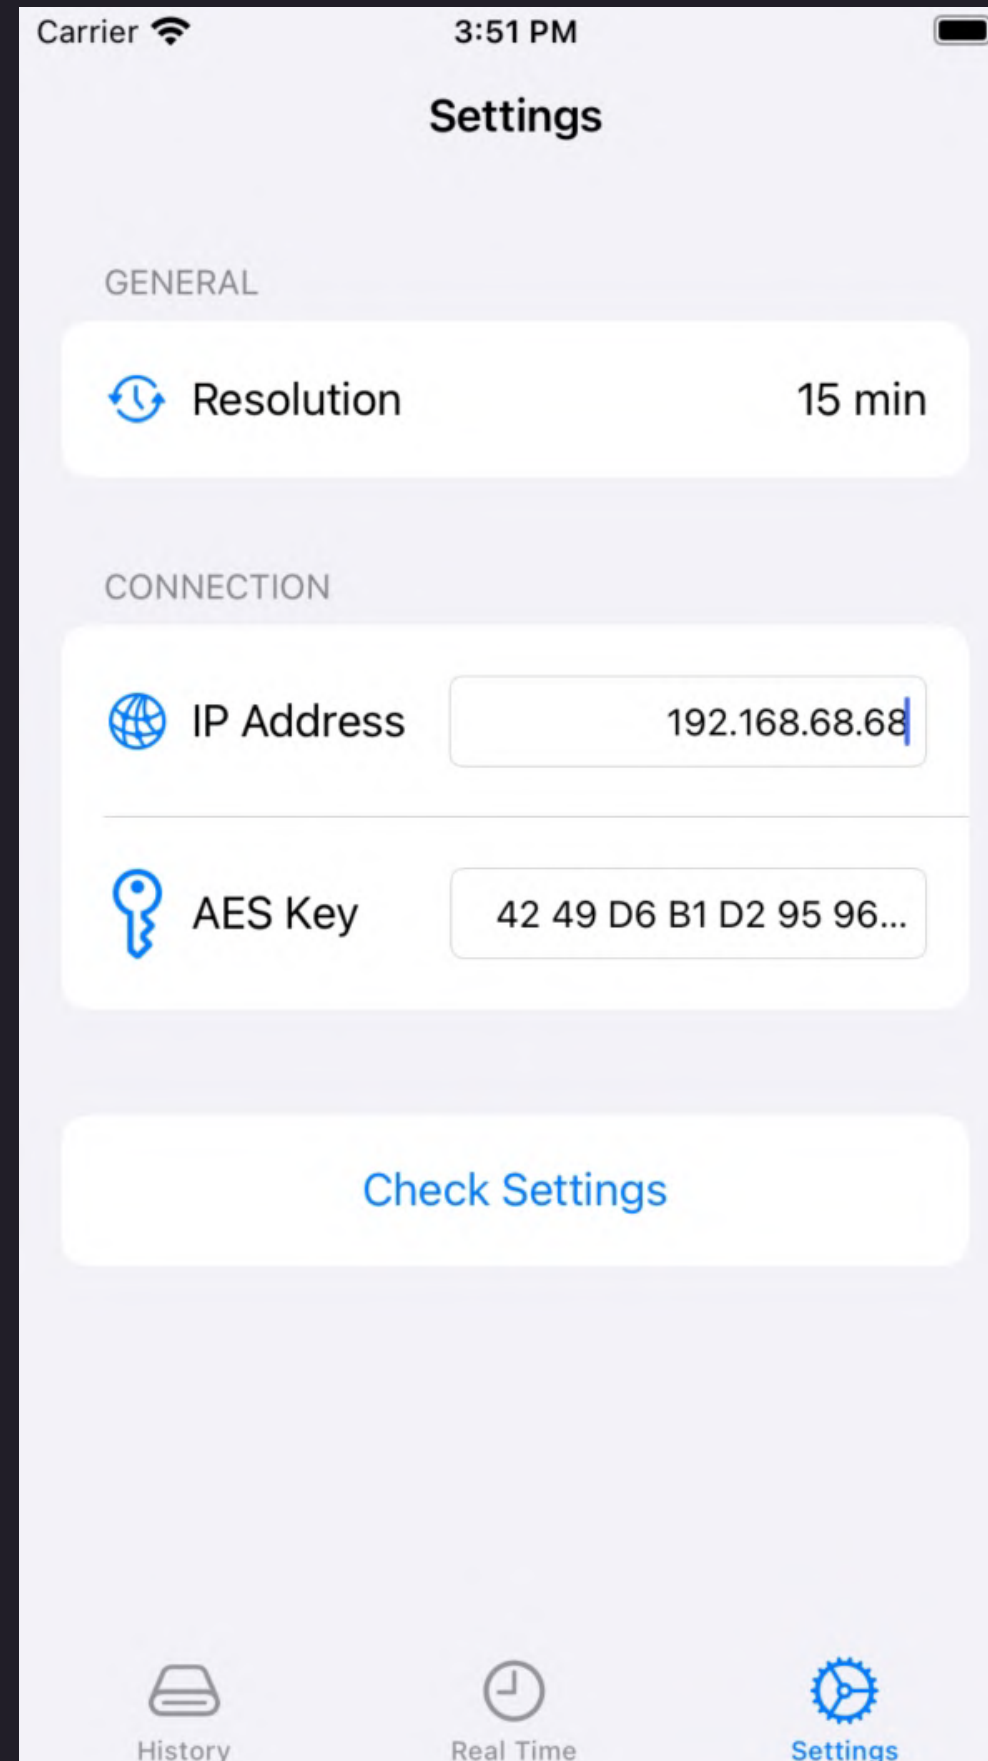 Carrier 3:51 PM
Settings
GENERAL
Resolution 15 min
CONNECTION
IP Address 192.168.68.68
AES Key 42 49 D6 B1 D2 95 96...
Check Settings
History Real Time Settings